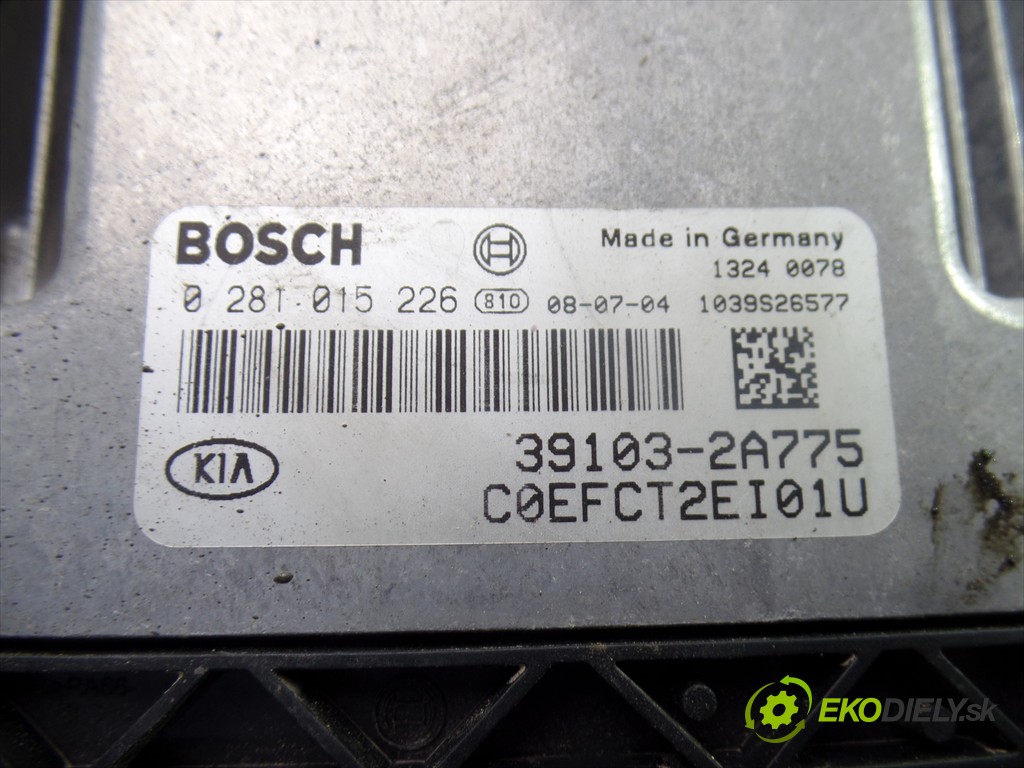 BOSCH
Made in Germany
1324 0078
0 281 015 226 810 08-07-04 1039S26577
KIA
39103-2A775
C0EFCT2EI01U
EKODIELY.sk